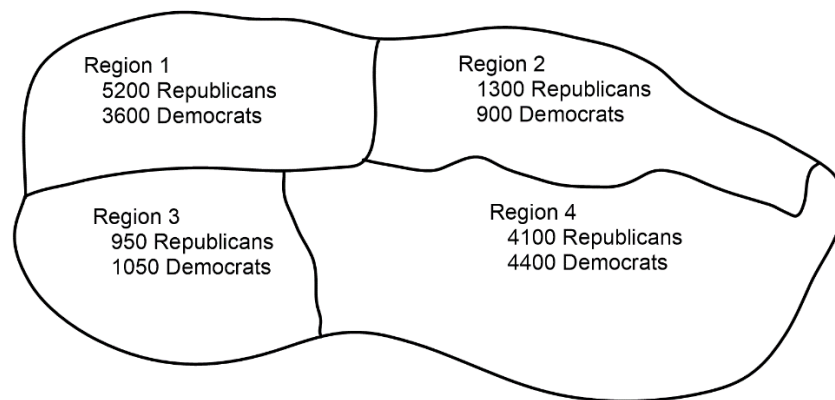 Region 1
5200 Republicans
3600 Democrats
Region 2
1300 Republicans
900 Democrats
Region 3
950 Republicans
1050 Democrats
Region 4
4100 Republicans
4400 Democrats